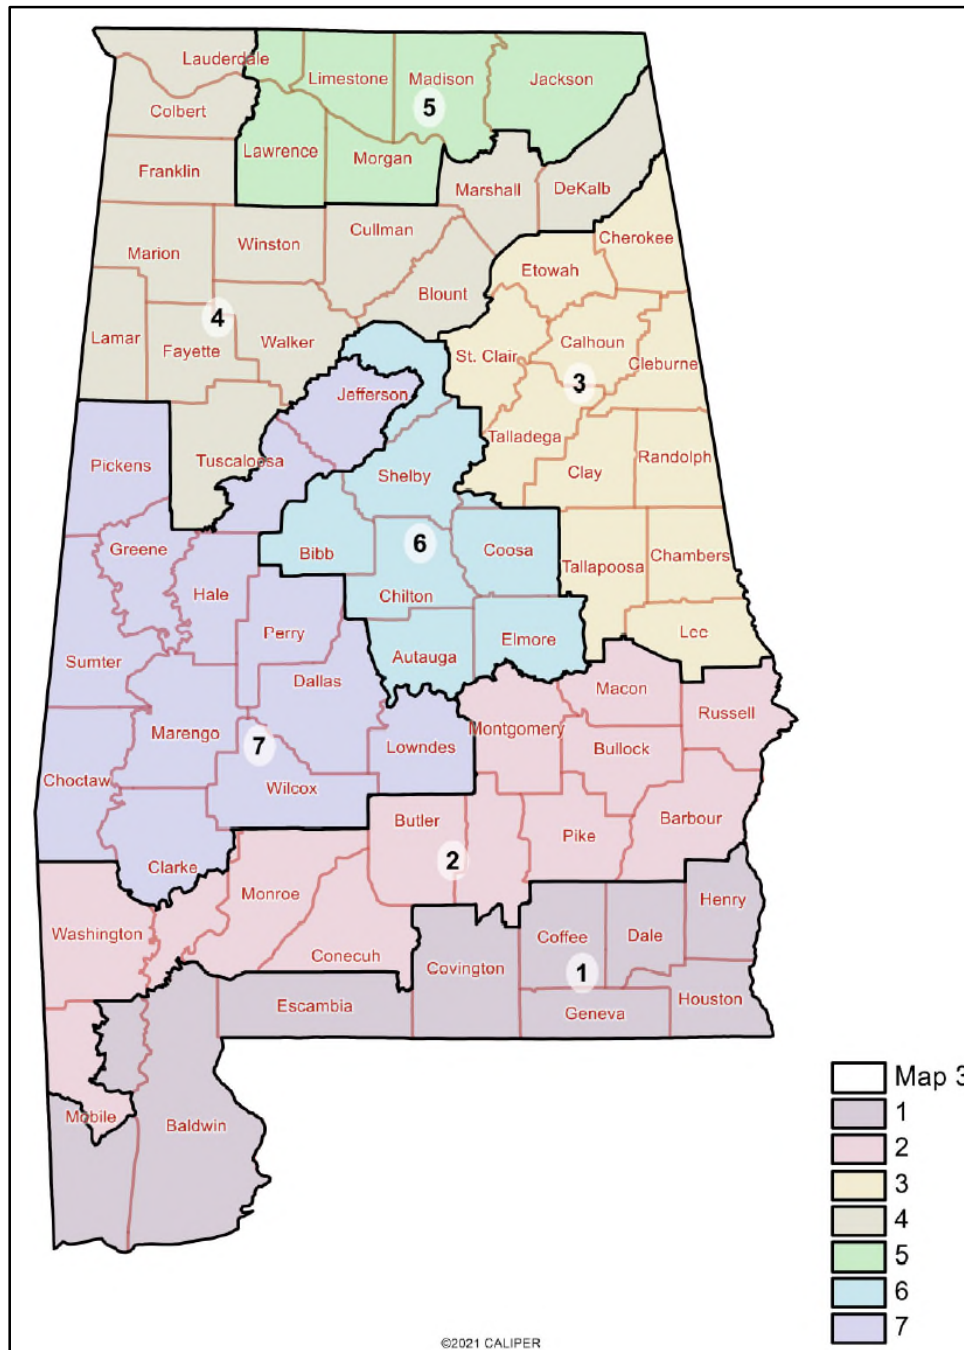 Lauderdale
Limestone
Madison
Jackson
5
Colbert
Lawrence
Morgan
Franklin
Marshall
DeKalb
Cullman
Winston
Marion
Cherokee
Etowah
Blount
4
Lamar
Fayette
Walker
St. Clair
Calhoun
Cleburne
3
Jefferson
Talladega
Pickens
Tuscaloosa
Shelby
Clay
Randolph
Greene
Bibb
6
Coosa
Tallapoosa
Chambers
Hale
Chilton
Perry
Elmore
Lee
Autauga
Sumter
Dallas
Macon
Russell
Montgomery
Marengo
7
Lowndes
Bullock
Choctaw
Wilcox
Butler
Pike
Barbour
2
Clarke
Monroe
Henry
Washington
Coffee
Dale
Conecuh
Covington
1
Escambia
Geneva
Houston
Mobile
Baldwin
Map 3
1
2
3
4
5
6
7
©2021 CALIPER